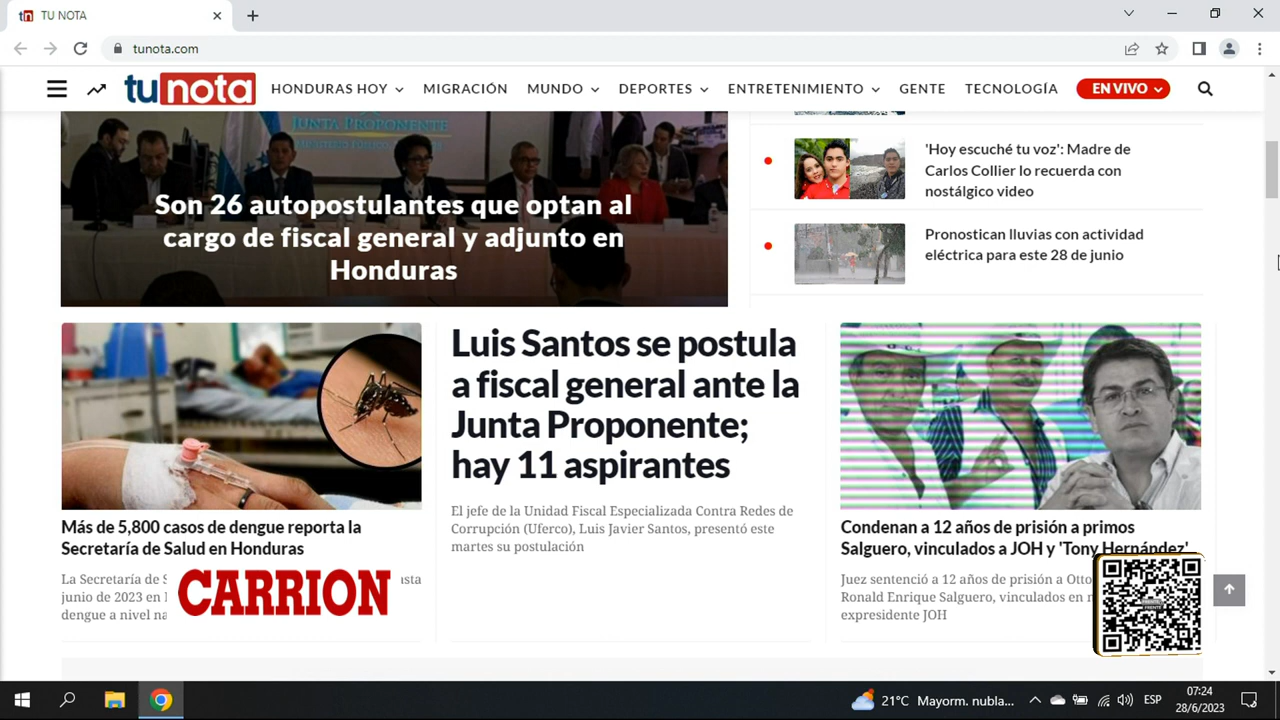 TU NOTA
tunota.com
tunota
HONDURAS HOY
MIGRACIÓN
MUNDO
DEPORTES
ENTRETENIMIENTO
GENTE
TECNOLOGÍA
EN VIVO
JUNTA PROPONENTE
Son 26 autopostulantes que optan al
cargo de fiscal general y adjunto en
Honduras
'Hoy escuché tu voz': Madre de
Carlos Collier lo recuerda con
nostálgico video
Pronostican lluvias con actividad
eléctrica para este 28 de junio
Más de 5,800 casos de dengue reporta la
Secretaría de Salud en Honduras
La Secretaría de S
junio de 2023 en
dengue a nivel na
CARRION
Luis Santos se postula
a fiscal general ante la
Junta Proponente;
hay 11 aspirantes
El jefe de la Unidad Fiscal Especializada Contra Redes de
Corrupción (Uferco), Luis Javier Santos, presentó este
martes su postulación
Condenan a 12 años de prisión a primos
Salguero, vinculados a JOH y 'Tony Hernández'
Juez sentenció a 12 años de prisión a Otto
Ronald Enrique Salguero, vinculados en
expresidente JOH
21°C Mayorm. nubla...
ESP
07:24
28/6/2023